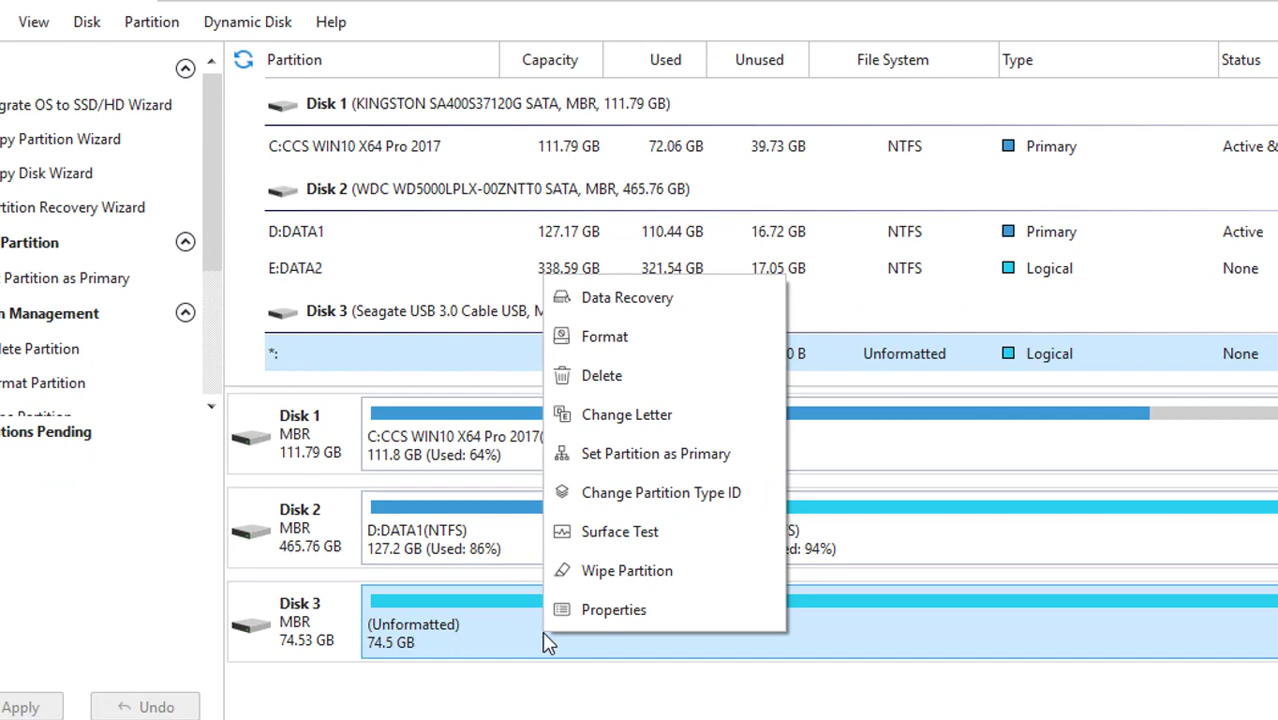 View Disk Partition Dynamic Disk Help
Partition Capacity Used Unused File System Type Status
grate OS to SSD/HD Wizard
py Partition Wizard
py Disk Wizard
tition Recovery Wizard
Partition
t Partition as Primary
n Management
lete Partition
rmat Partition
tions Pending
Apply Undo
Disk 1 (KINGSTON SA400S37120G SATA, MBR, 111.79 GB)
C:CCS WIN10 X64 Pro 2017 111.79 GB 72.06 GB 39.73 GB NTFS Primary Active &
Disk 2 (WDC WD5000LPLX-00ZNTT0 SATA, MBR, 465.76 GB)
D:DATA1 127.17 GB 110.44 GB 16.72 GB NTFS Primary Active
E:DATA2 338.59 GB 321.54 GB 17.05 GB NTFS Logical None
Disk 3 (Seagate USB 3.0 Cable USB, M
*: 0 B Unformatted Logical None
Data Recovery
Format
Delete
Change Letter
Set Partition as Primary
Change Partition Type ID
Surface Test
Wipe Partition
Properties
Disk 1
MBR
111.79 GB
C:CCS WIN10 X64 Pro 2017(
111.8 GB (Used: 64%)
Disk 2
MBR
465.76 GB
D:DATA1(NTFS)
127.2 GB (Used: 86%)
S)
ed: 94%)
Disk 3
MBR
74.53 GB
(Unformatted)
74.5 GB